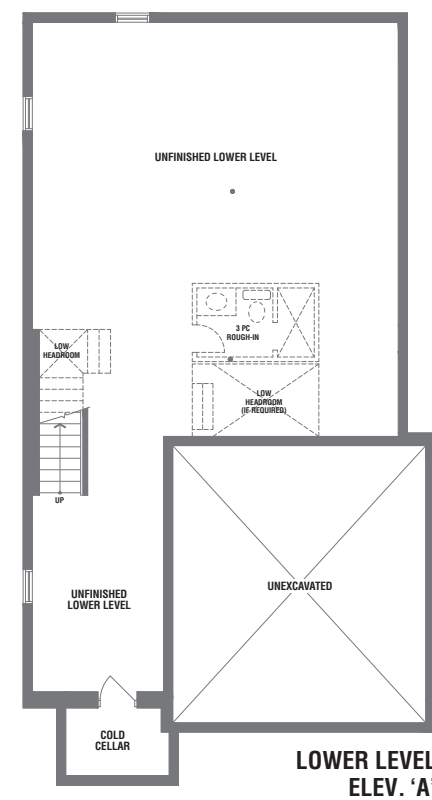 UNFINISHED LOWER LEVEL
3 PC
ROUGH-IN
LOW
HEADROOM
LOW
HEADROOM
(IF REQUIRED)
UP
UNEXCAVATED
UNFINISHED
LOWER LEVEL
COLD
CELLAR
LOWER LEVEL
ELEV. ‘A’